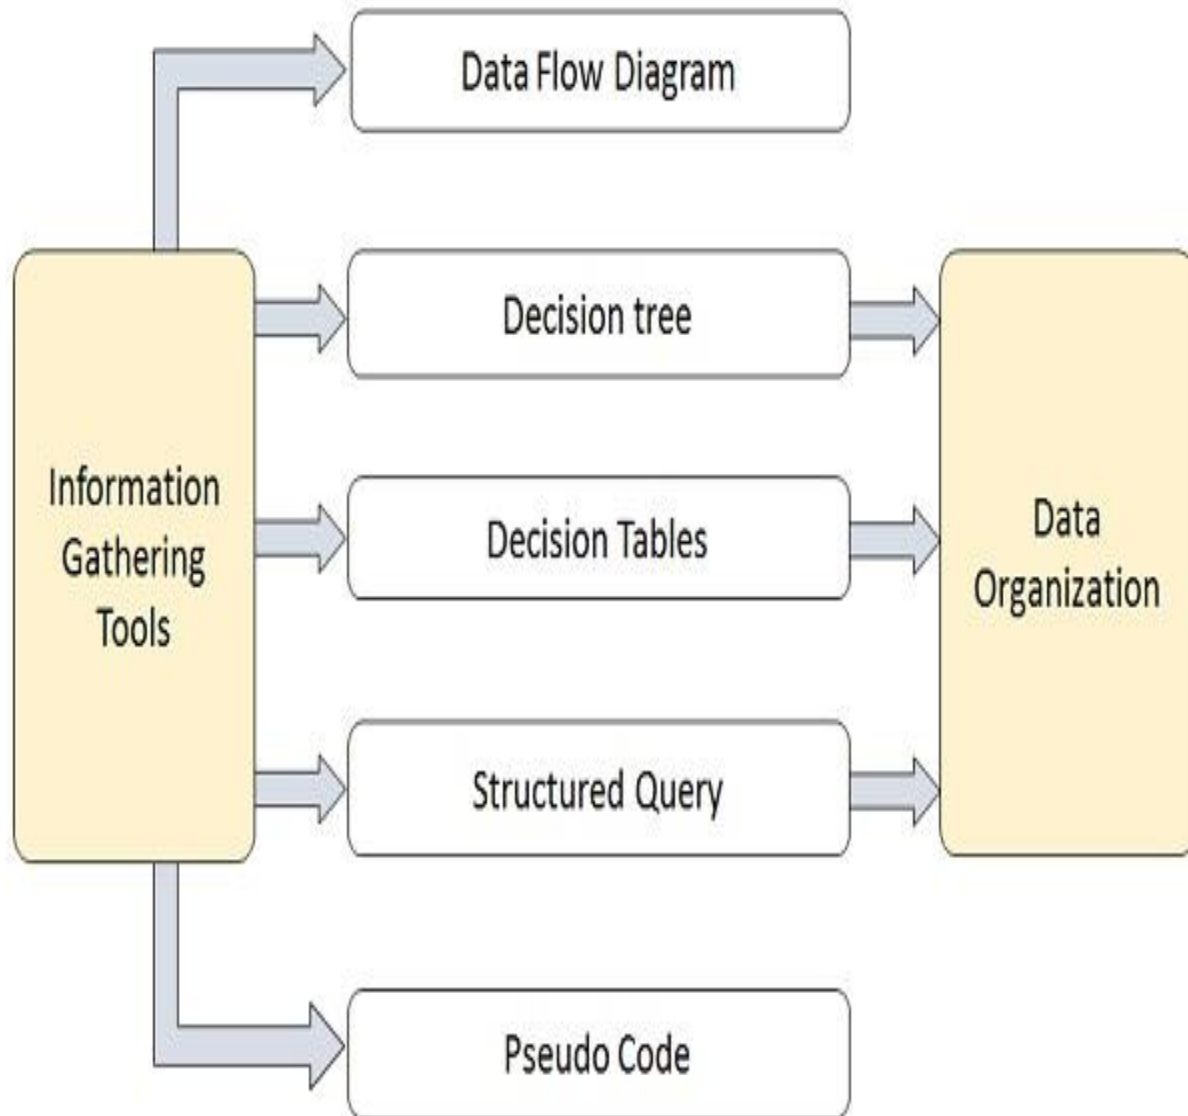 Data Flow Diagram
Decision tree
Information
Gathering
Tools
Decision Tables
Data
Organization
Structured Query
Pseudo Code